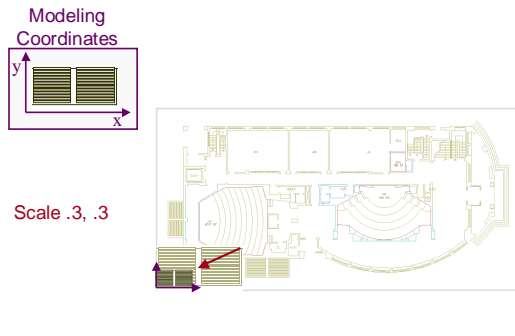 Modeling
Coordinates
y
x
Scale .3, .3